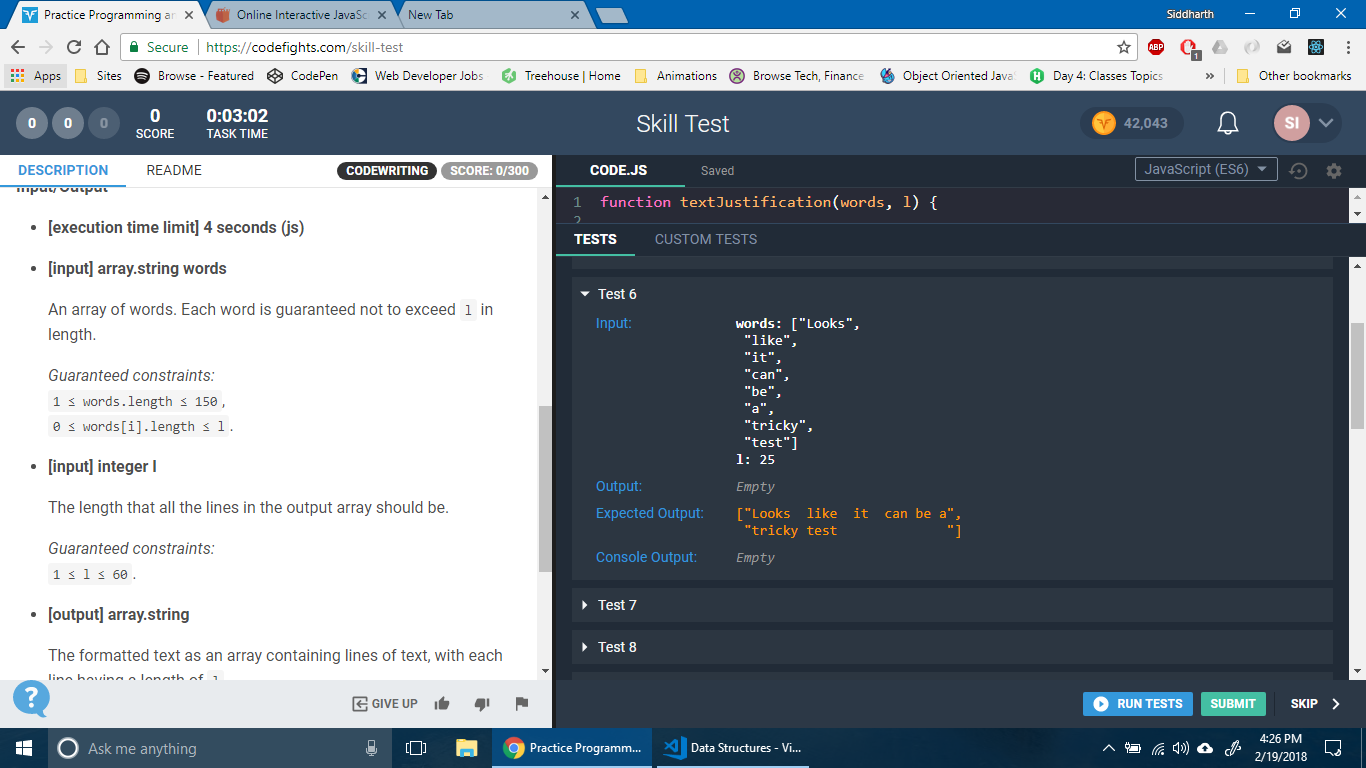 Practice Programming ar
Online Interactive JavaSc
New Tab
Siddharth
Secure
https://codefights.com/skill-test
ABP
1
Apps
Sites
Browse - Featured
CodePen
Web Developer Jobs
Treehouse | Home
Animations
Browse Tech, Finance
Object Oriented Java
Day 4: Classes Topics
»
Other bookmarks
0
0
0
0
SCORE
0:03:02
TASK TIME
Skill Test
42,043
SI
DESCRIPTION
README
CODEWRITING
SCORE: 0/300
Input/Output
• [execution time limit] 4 seconds (js)
• [input] array.string words
An array of words. Each word is guaranteed not to exceed l in
length.
Guaranteed constraints:
1 ≤ words.length ≤ 150,
0 ≤ words[i].length ≤ l.
• [input] integer l
The length that all the lines in the output array should be.
Guaranteed constraints:
1 ≤ l ≤ 60.
• [output] array.string
The formatted text as an array containing lines of text, with each
line having a length of l
GIVE UP
CODE.JS
Saved
JavaScript (ES6)
1 function textJustification(words, l) {
2
TESTS
CUSTOM TESTS
Test 6
Input:
words: ["Looks",
"like",
"it",
"can",
"be",
"a",
"tricky",
"test"]
l: 25
Output:
Empty
Expected Output:
["Looks  like  it  can be a",
"tricky test              "]
Console Output:
Empty
Test 7
Test 8
RUN TESTS
SUBMIT
SKIP
?
Ask me anything
Practice Programm...
Data Structures - Vi...
4:26 PM
2/19/2018